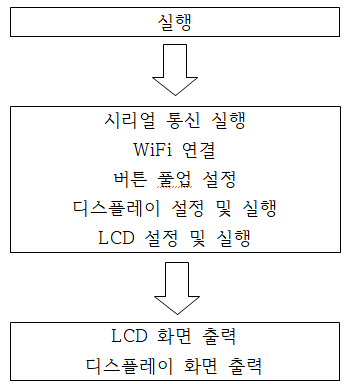 실행
시리얼 통신 실행
WiFi 연결
버튼 풀업 설정
디스플레이 설정 및 실행
LCD 설정 및 실행
LCD 화면 출력
디스플레이 화면 출력